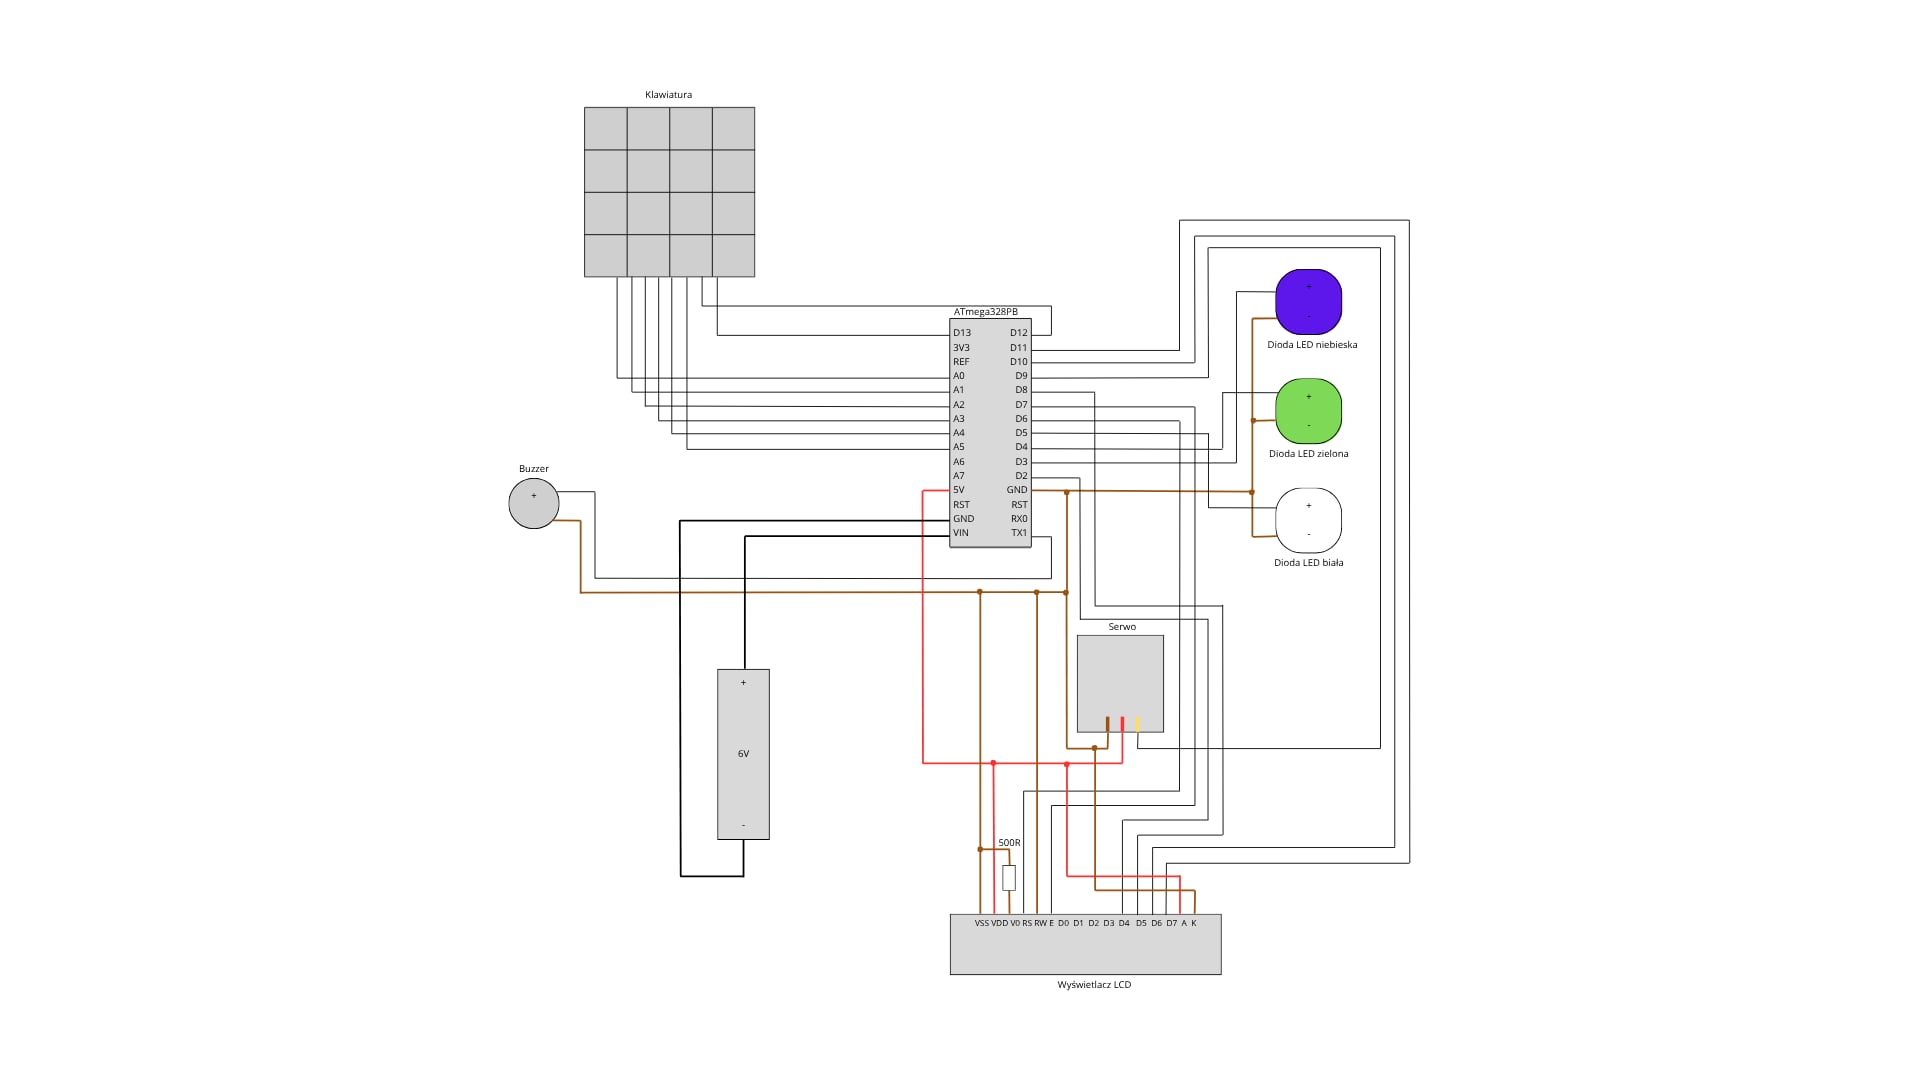 Klawiatura
ATmega328PB
D13 D12
3V3 D11
REF D10
A0 D9
A1 D8
A2 D7
A3 D6
A4 D5
A5 D4
A6 D3
A7 D2
5V GND
RST RST
GND RX0
VIN TX1
+
-
Dioda LED niebieska
+
-
Dioda LED zielona
+
-
Dioda LED biała
Buzzer
+
Serwo
+
6V
-
500R
VSS VDD V0 RS RW E D0 D1 D2 D3 D4 D5 D6 D7 A K
Wyświetlacz LCD